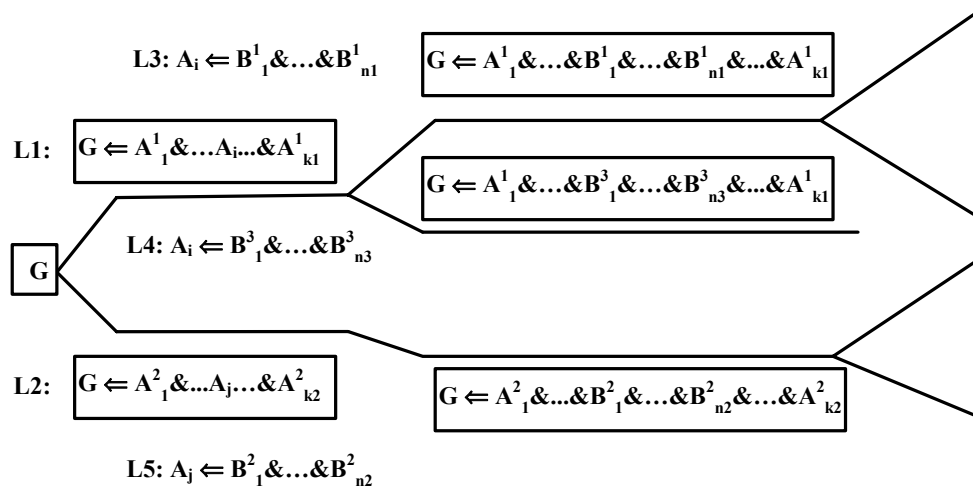 L3: Aᵢ ⇐ B¹₁&…&B¹ₙ₁
G ⇐ A¹₁&…&B¹₁&…&B¹ₙ₁&...&A¹ₖ₁
L1: G ⇐ A¹₁&…Aᵢ...&A¹ₖ₁
G ⇐ A¹₁&…&B³₁&…&B³ₙ₃&...&A¹ₖ₁
L4: Aᵢ ⇐ B³₁&…&B³ₙ₃
G
L2: G ⇐ A²₁&...Aⱼ…&A²ₖ₂
G ⇐ A²₁&...&B²₁&…&B²ₙ₂&…&A²ₖ₂
L5: Aⱼ ⇐ B²₁&…&B²ₙ₂